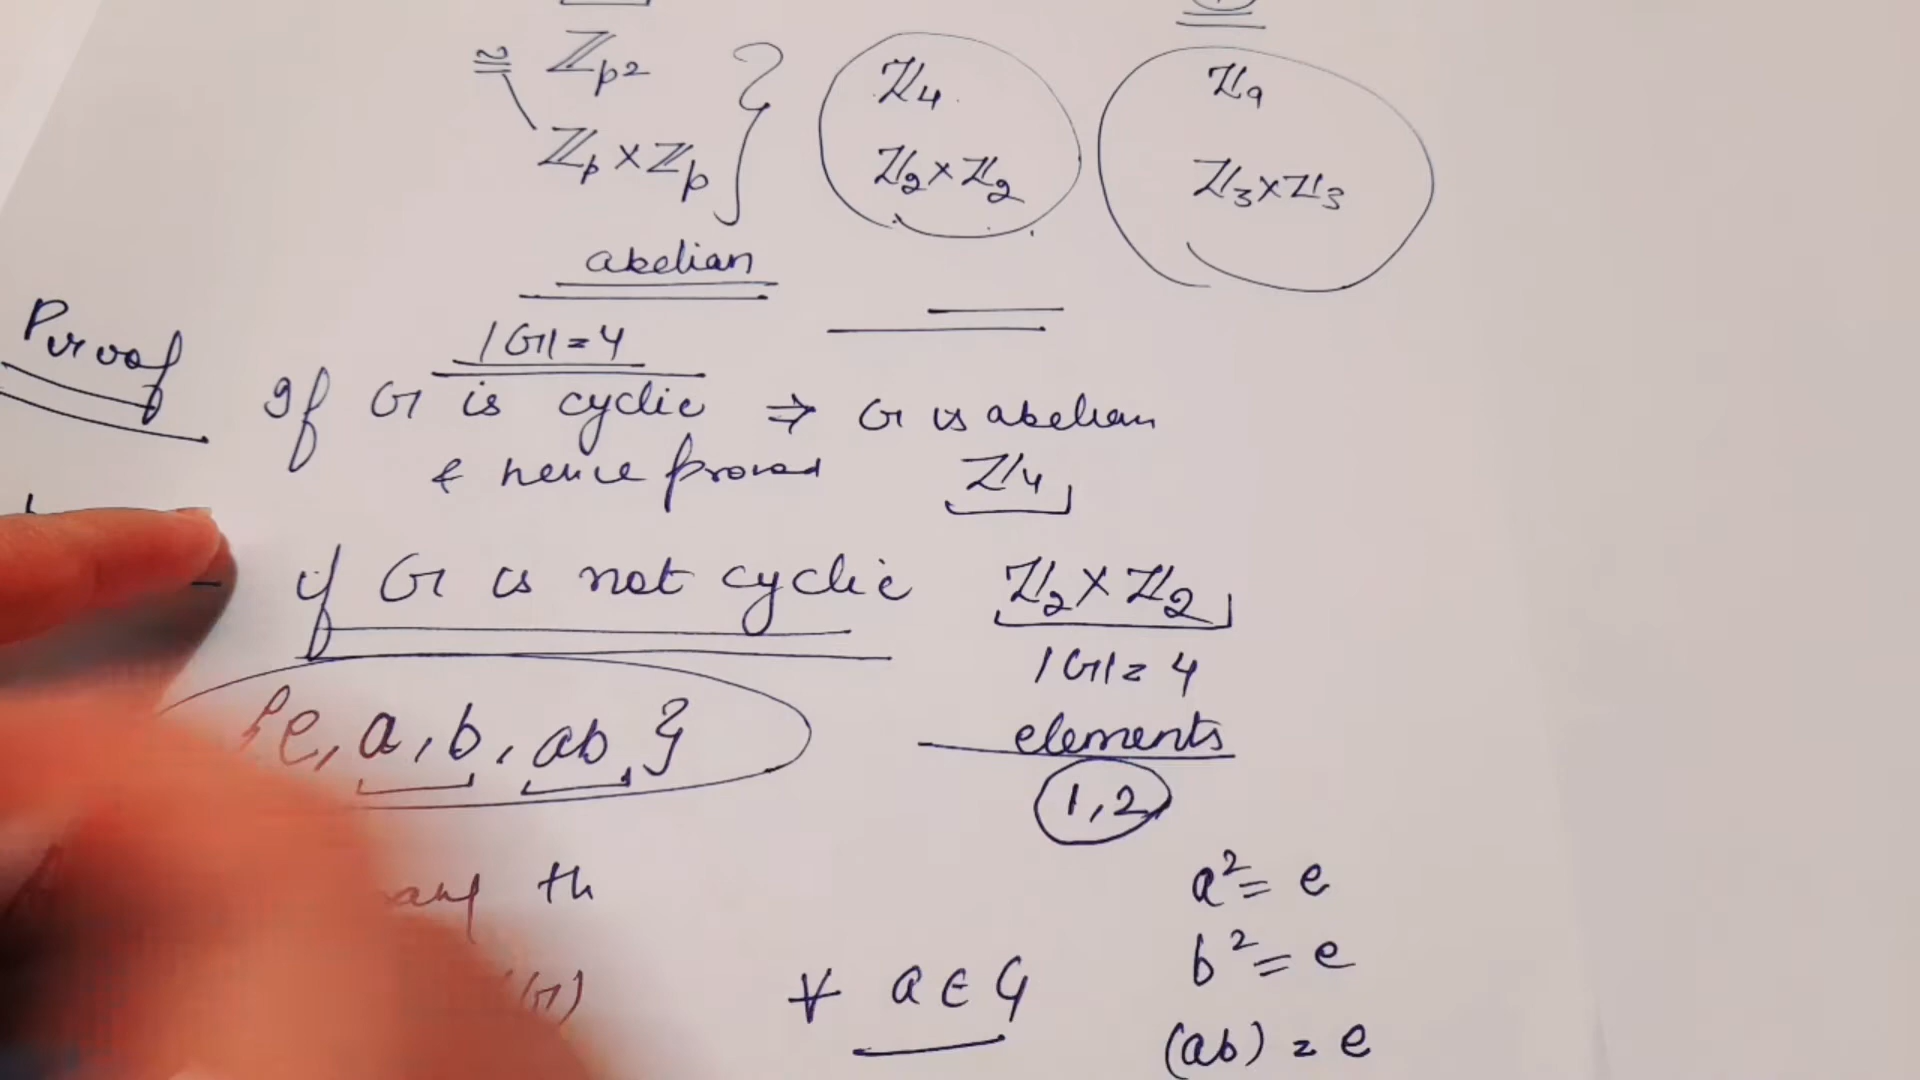 ≅ ℤp² ℤ4 ℤ9
ℤp × ℤp } ℤ2 × ℤ2 ℤ3 × ℤ3
abelian
|G| = 4
Proof
If G is cyclic ⇒ G is abelian
& hence proved ℤ4
if G is not cyclic ℤ2 × ℤ2
|G| = 4
{e, a, b, ab, } elements
1, 2
th a² = e
b² = e
∀ a ∈ G
(ab) = e